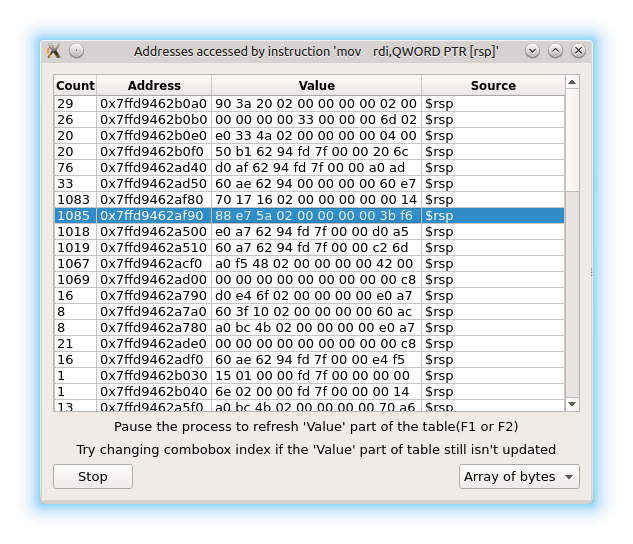 Addresses accessed by instruction 'mov    rdi,QWORD PTR [rsp]'
Count Address Value Source
29 0x7ffd9462b0a0 90 3a 20 02 00 00 00 00 02 00 $rsp
26 0x7ffd9462b0b0 00 00 00 00 33 00 00 00 6d 02 $rsp
20 0x7ffd9462b0e0 e0 33 4a 02 00 00 00 00 04 00 $rsp
20 0x7ffd9462b0f0 50 b1 62 94 fd 7f 00 00 20 6c $rsp
76 0x7ffd9462ad40 d0 af 62 94 fd 7f 00 00 a0 ad $rsp
33 0x7ffd9462ad50 60 ae 62 94 00 00 00 00 60 e7 $rsp
1083 0x7ffd9462af80 70 17 16 02 00 00 00 00 00 14 $rsp
1085 0x7ffd9462af90 88 e7 5a 02 00 00 00 00 3b f6 $rsp
1018 0x7ffd9462a500 e0 a7 62 94 fd 7f 00 00 d0 a5 $rsp
1019 0x7ffd9462a510 60 a7 62 94 fd 7f 00 00 c2 6d $rsp
1067 0x7ffd9462acf0 a0 f5 48 02 00 00 00 00 42 00 $rsp
1069 0x7ffd9462ad00 00 00 00 00 00 00 00 00 00 c8 $rsp
16 0x7ffd9462a790 d0 e4 6f 02 00 00 00 00 e0 a7 $rsp
8 0x7ffd9462a7a0 60 3f 10 02 00 00 00 00 60 ac $rsp
8 0x7ffd9462a780 a0 bc 4b 02 00 00 00 00 e0 a7 $rsp
21 0x7ffd9462ade0 00 00 00 00 00 00 00 00 00 c8 $rsp
16 0x7ffd9462adf0 60 ae 62 94 fd 7f 00 00 e4 f5 $rsp
1 0x7ffd9462b030 15 01 00 00 fd 7f 00 00 00 00 $rsp
1 0x7ffd9462b040 6e 02 00 00 fd 7f 00 00 00 14 $rsp
13 0x7ffd9462a5f0 a0 bc 4b 02 00 00 00 00 70 a6 $rsp
Pause the process to refresh 'Value' part of the table(F1 or F2)
Try changing combobox index if the 'Value' part of table still isn't updated
Stop Array of bytes